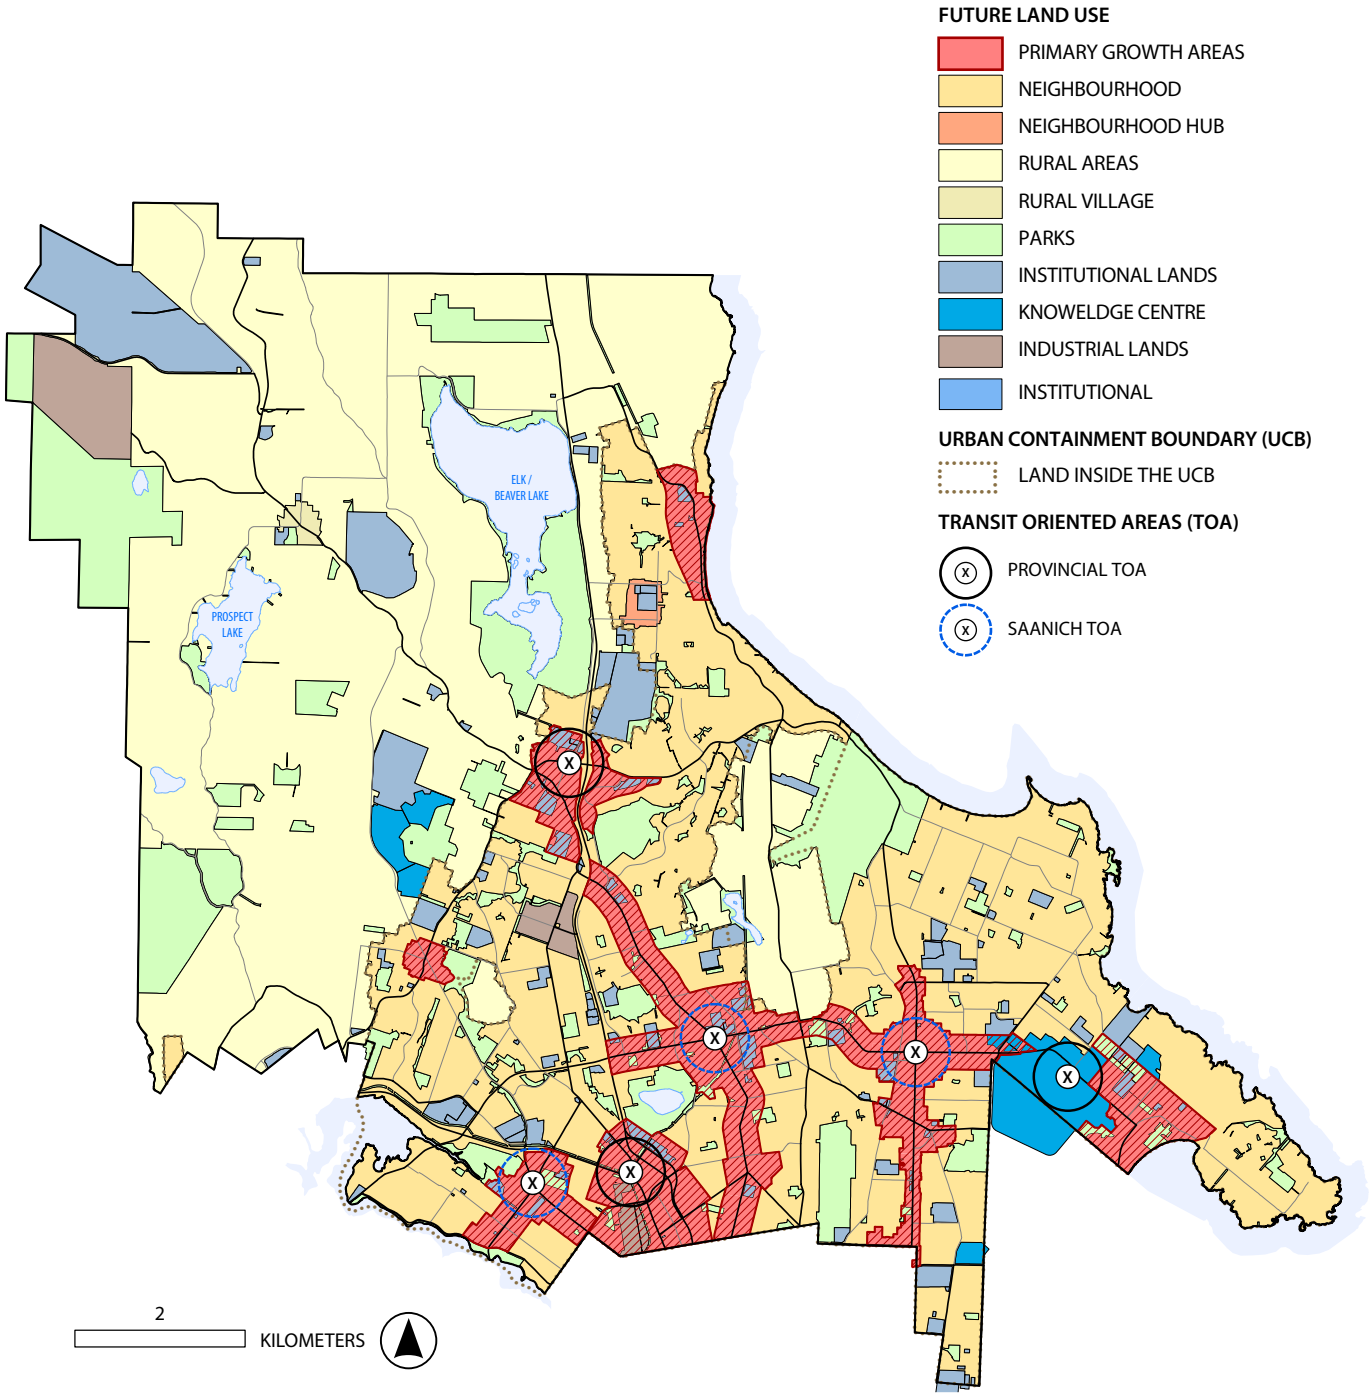 FUTURE LAND USE
PRIMARY GROWTH AREAS
NEIGHBOURHOOD
NEIGHBOURHOOD HUB
RURAL AREAS
RURAL VILLAGE
PARKS
INSTITUTIONAL LANDS
KNOWELDGE CENTRE
INDUSTRIAL LANDS
INSTITUTIONAL
URBAN CONTAINMENT BOUNDARY (UCB)
LAND INSIDE THE UCB
TRANSIT ORIENTED AREAS (TOA)
X PROVINCIAL TOA
X SAANICH TOA
ELK /
BEAVER LAKE
PROSPECT
LAKE
X
X
X
X
X
X
2
KILOMETERS